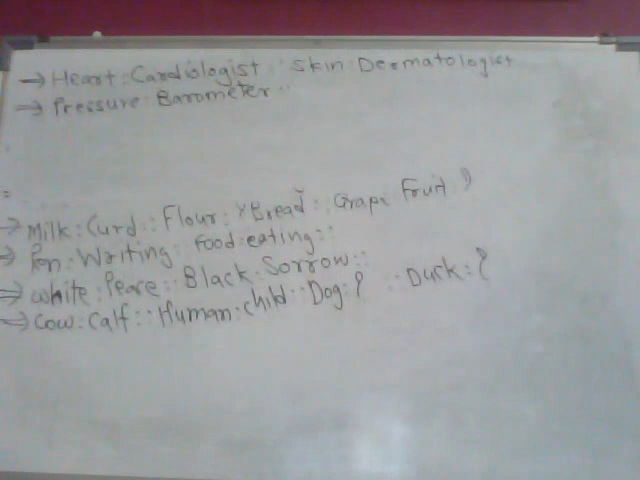 → Heart : Cardiologist :: Skin : Dermatologist
→ Pressure : Barometer ::
→ Milk : Curd :: Flour : Bread :: Grape Fruit ?
→ Pen : Writing : Food : eating ::
→ White : Peace :: Black : Sorrow ::
→ Cow : Calf :: Human : child :: Dog : ? :: Duck : ?